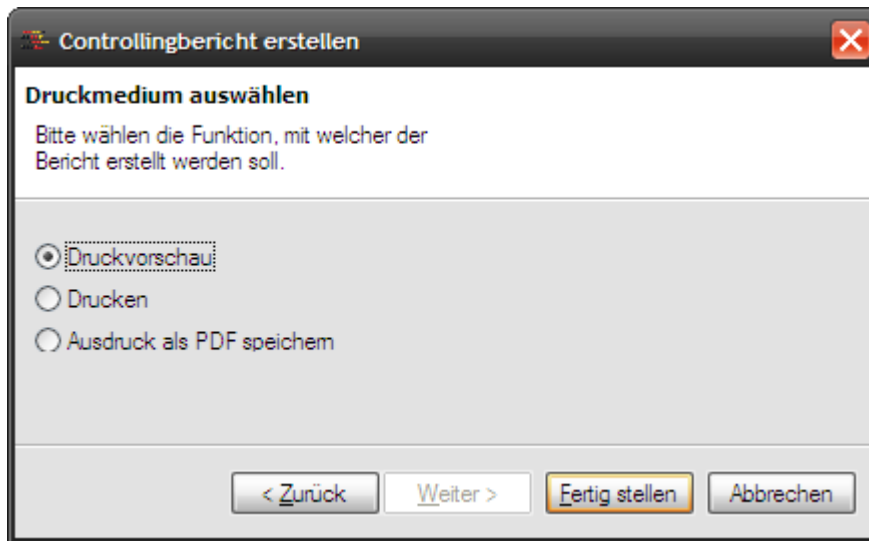 Controllingbericht erstellen
Druckmedium auswählen
Bitte wählen die Funktion, mit welcher der
Bericht erstellt werden soll.
Druckvorschau
Drucken
Ausdruck als PDF speichern
< Zurück
Weiter >
Fertig stellen
Abbrechen